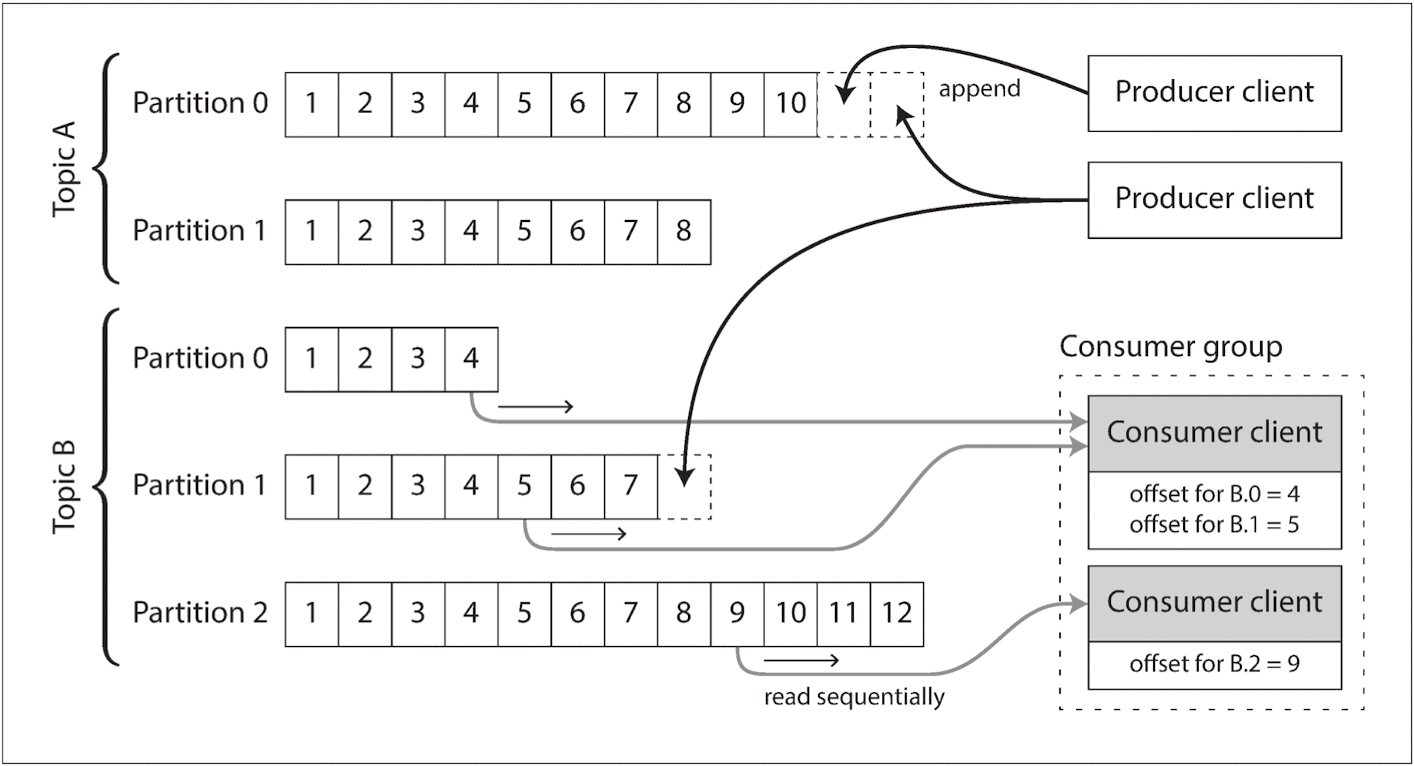 Topic A
Partition 0 1 2 3 4 5 6 7 8 9 10
append
Producer client
Producer client
Partition 1 1 2 3 4 5 6 7 8
Topic B
Partition 0 1 2 3 4
Partition 1 1 2 3 4 5 6 7
Partition 2 1 2 3 4 5 6 7 8 9 10 11 12
read sequentially
Consumer group
Consumer client
offset for B.0 = 4
offset for B.1 = 5
Consumer client
offset for B.2 = 9